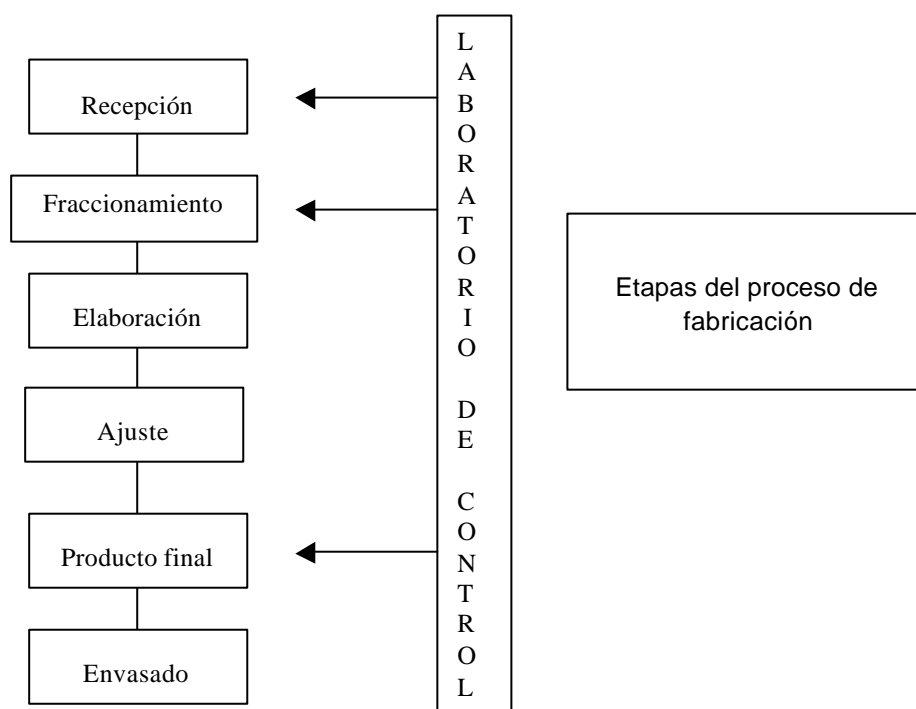 Recepción
Fraccionamiento
Elaboración
Ajuste
Producto final
Envasado
L
A
B
O
R
A
T
O
R
I
O
D
E
C
O
N
T
R
O
L
Etapas del proceso de
fabricación